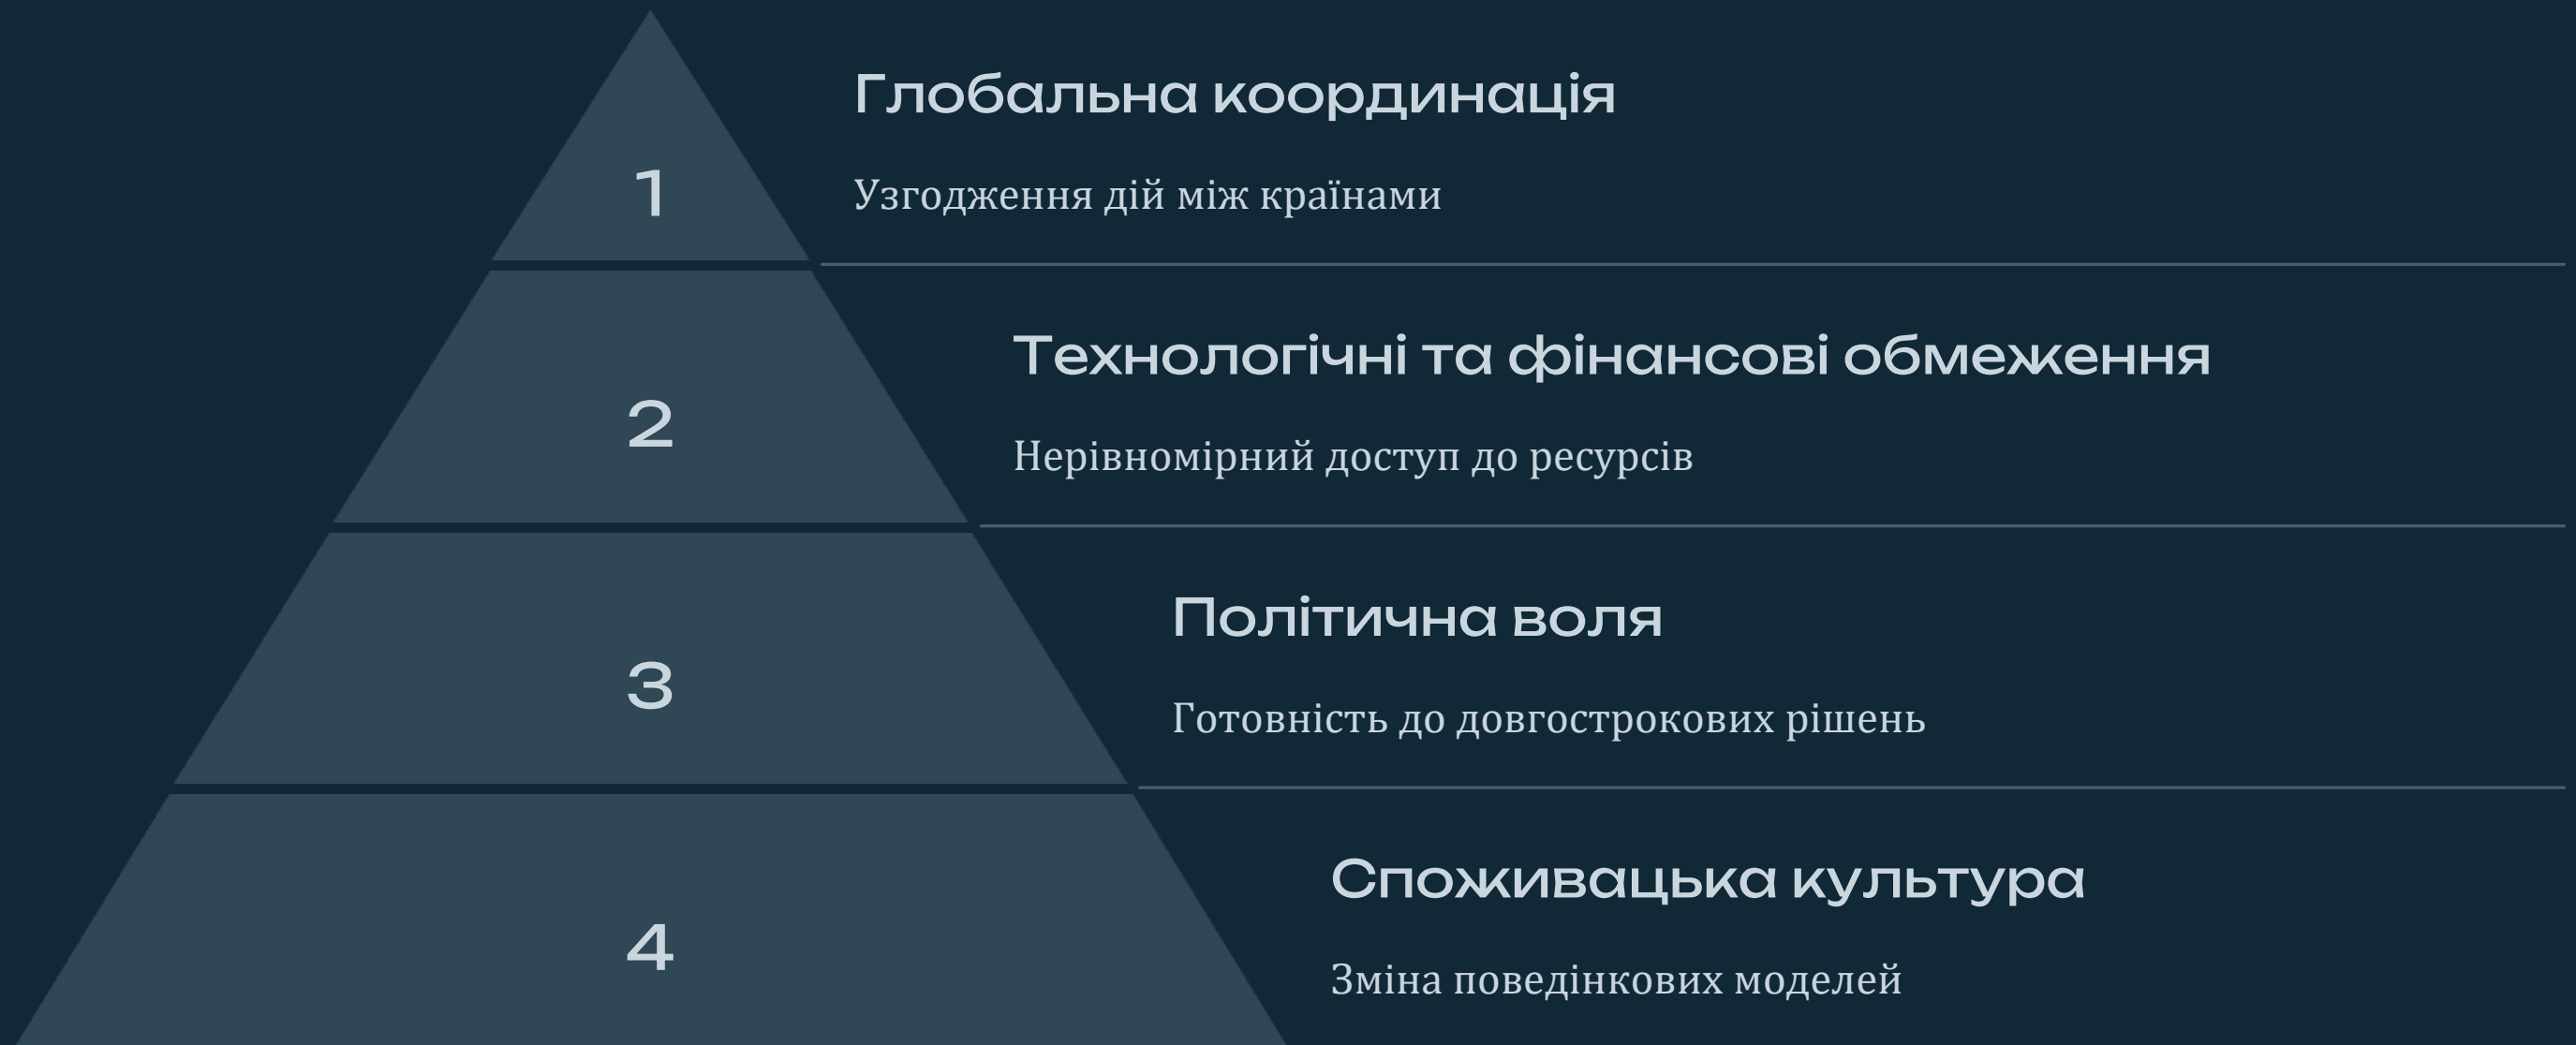 1
Глобальна координація
Узгодження дій між країнами
2
Технологічні та фінансові обмеження
Нерівномірний доступ до ресурсів
3
Політична воля
Готовність до довгострокових рішень
4
Споживацька культура
Зміна поведінкових моделей